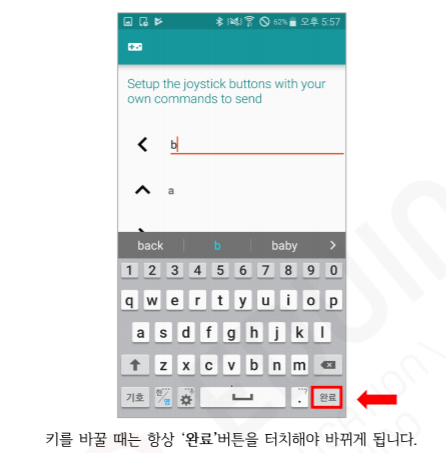 62% 오후 5:57
Setup the joystick buttons with your
own commands to send
b
a
back b baby
1 2 3 4 5 6 7 8 9 0
q w e r t y u i o p
a s d f g h j k l
z x c v b n m
기호 한/영 . 완료
키를 바꿀 때는 항상 '완료'버튼을 터치해야 바뀌게 됩니다.